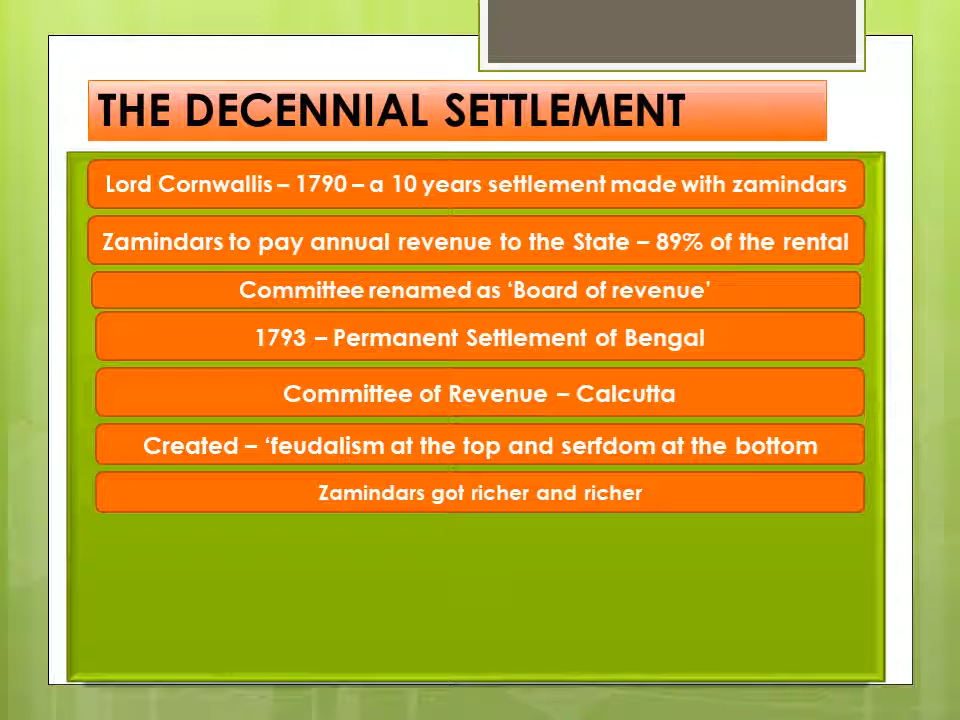 THE DECENNIAL SETTLEMENT
Lord Cornwallis – 1790 – a 10 years settlement made with zamindars
Zamindars to pay annual revenue to the State – 89% of the rental
Committee renamed as ‘Board of revenue’
1793 – Permanent Settlement of Bengal
Committee of Revenue – Calcutta
Created – ‘feudalism at the top and serfdom at the bottom
Zamindars got richer and richer